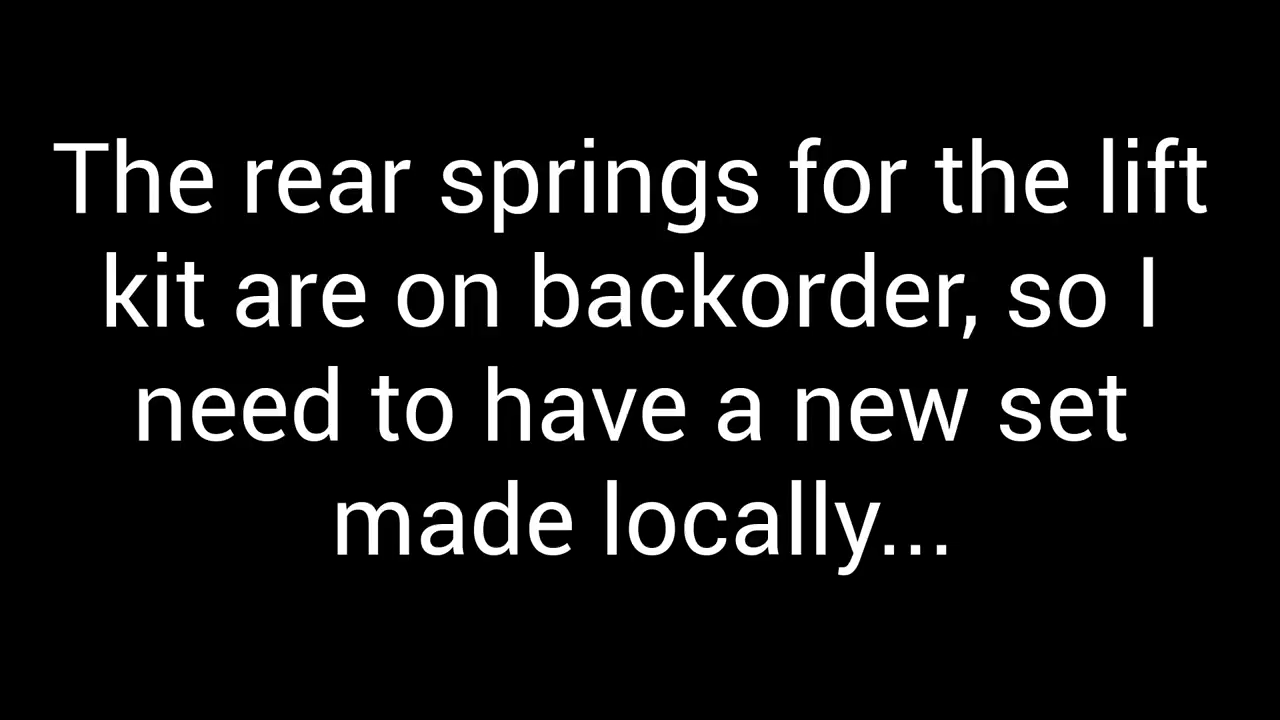 The rear springs for the lift
kit are on backorder, so I
need to have a new set
made locally...